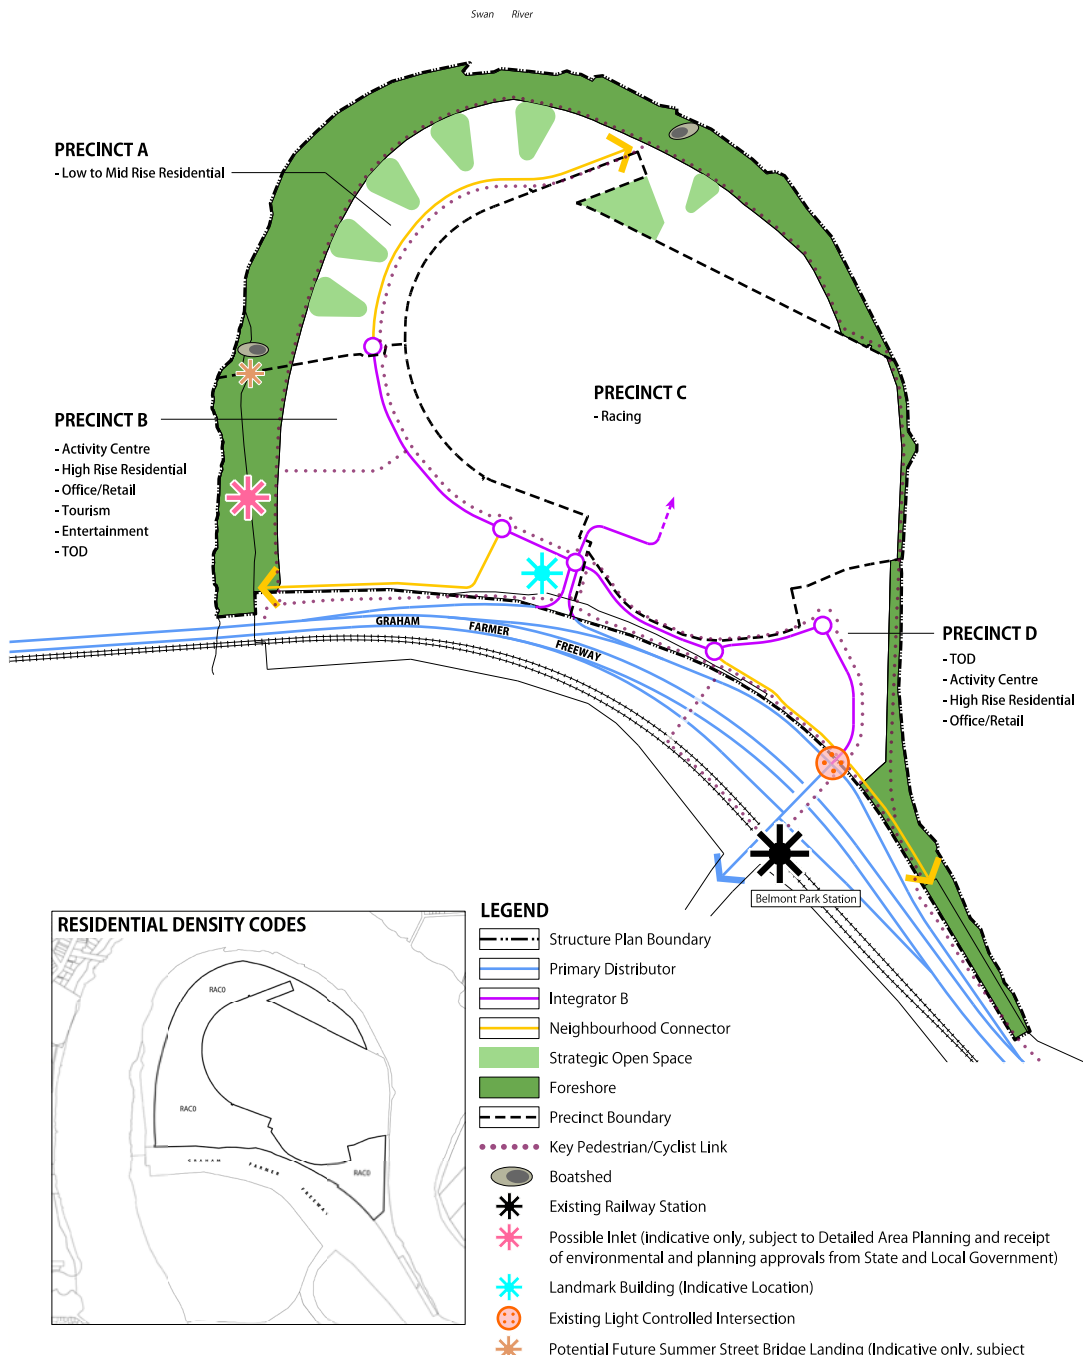 Swan River
PRECINCT A
- Low to Mid Rise Residential
PRECINCT B
- Activity Centre
- High Rise Residential
- Office/Retail
- Tourism
- Entertainment
- TOD
PRECINCT C
- Racing
GRAHAM FARMER FREEWAY
PRECINCT D
- TOD
- Activity Centre
- High Rise Residential
- Office/Retail
Belmont Park Station
RESIDENTIAL DENSITY CODES
RAC0
RAC0
RAC0
GRAHAM FARMER FREEWAY
LEGEND
Structure Plan Boundary
Primary Distributor
Integrator B
Neighbourhood Connector
Strategic Open Space
Foreshore
Precinct Boundary
Key Pedestrian/Cyclist Link
Boatshed
Existing Railway Station
Possible Inlet (indicative only, subject to Detailed Area Planning and receipt
of environmental and planning approvals from State and Local Government)
Landmark Building (Indicative Location)
Existing Light Controlled Intersection
Potential Future Summer Street Bridge Landing (Indicative only, subject